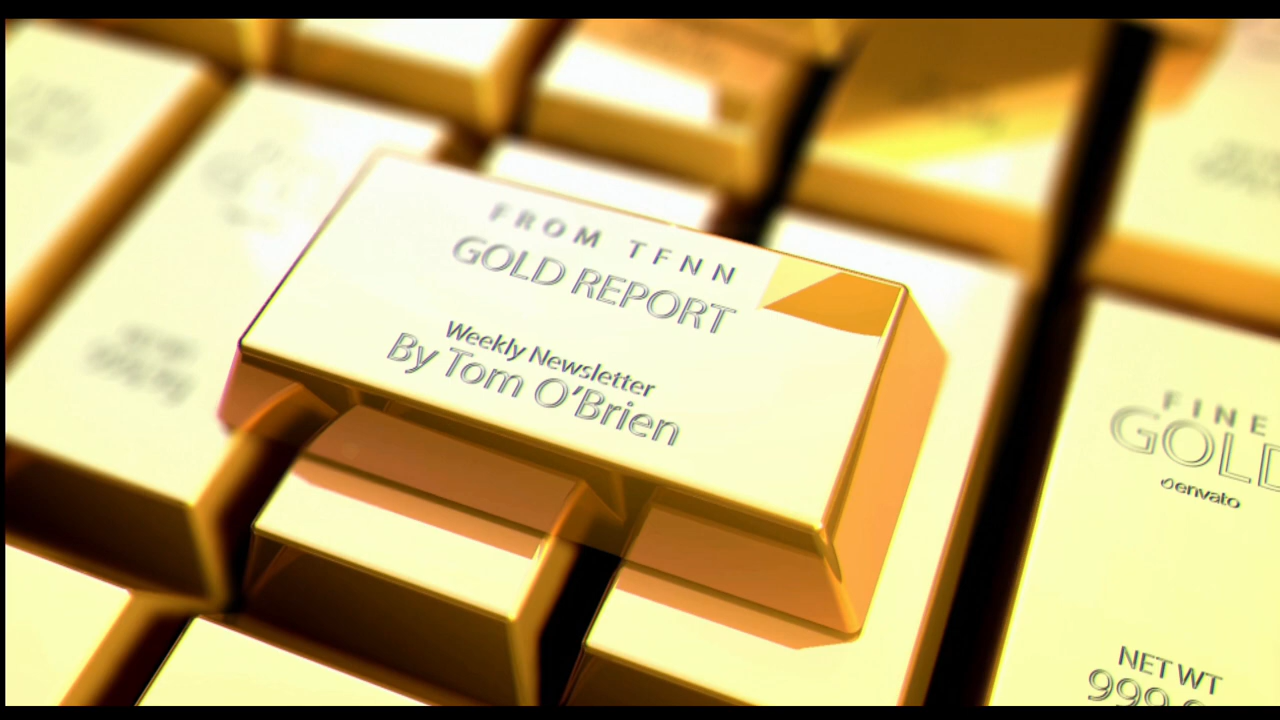 FROM TFNN
GOLD REPORT
Weekly Newsletter
By Tom O'Brien
FINE
GOLD
envato
NET WT